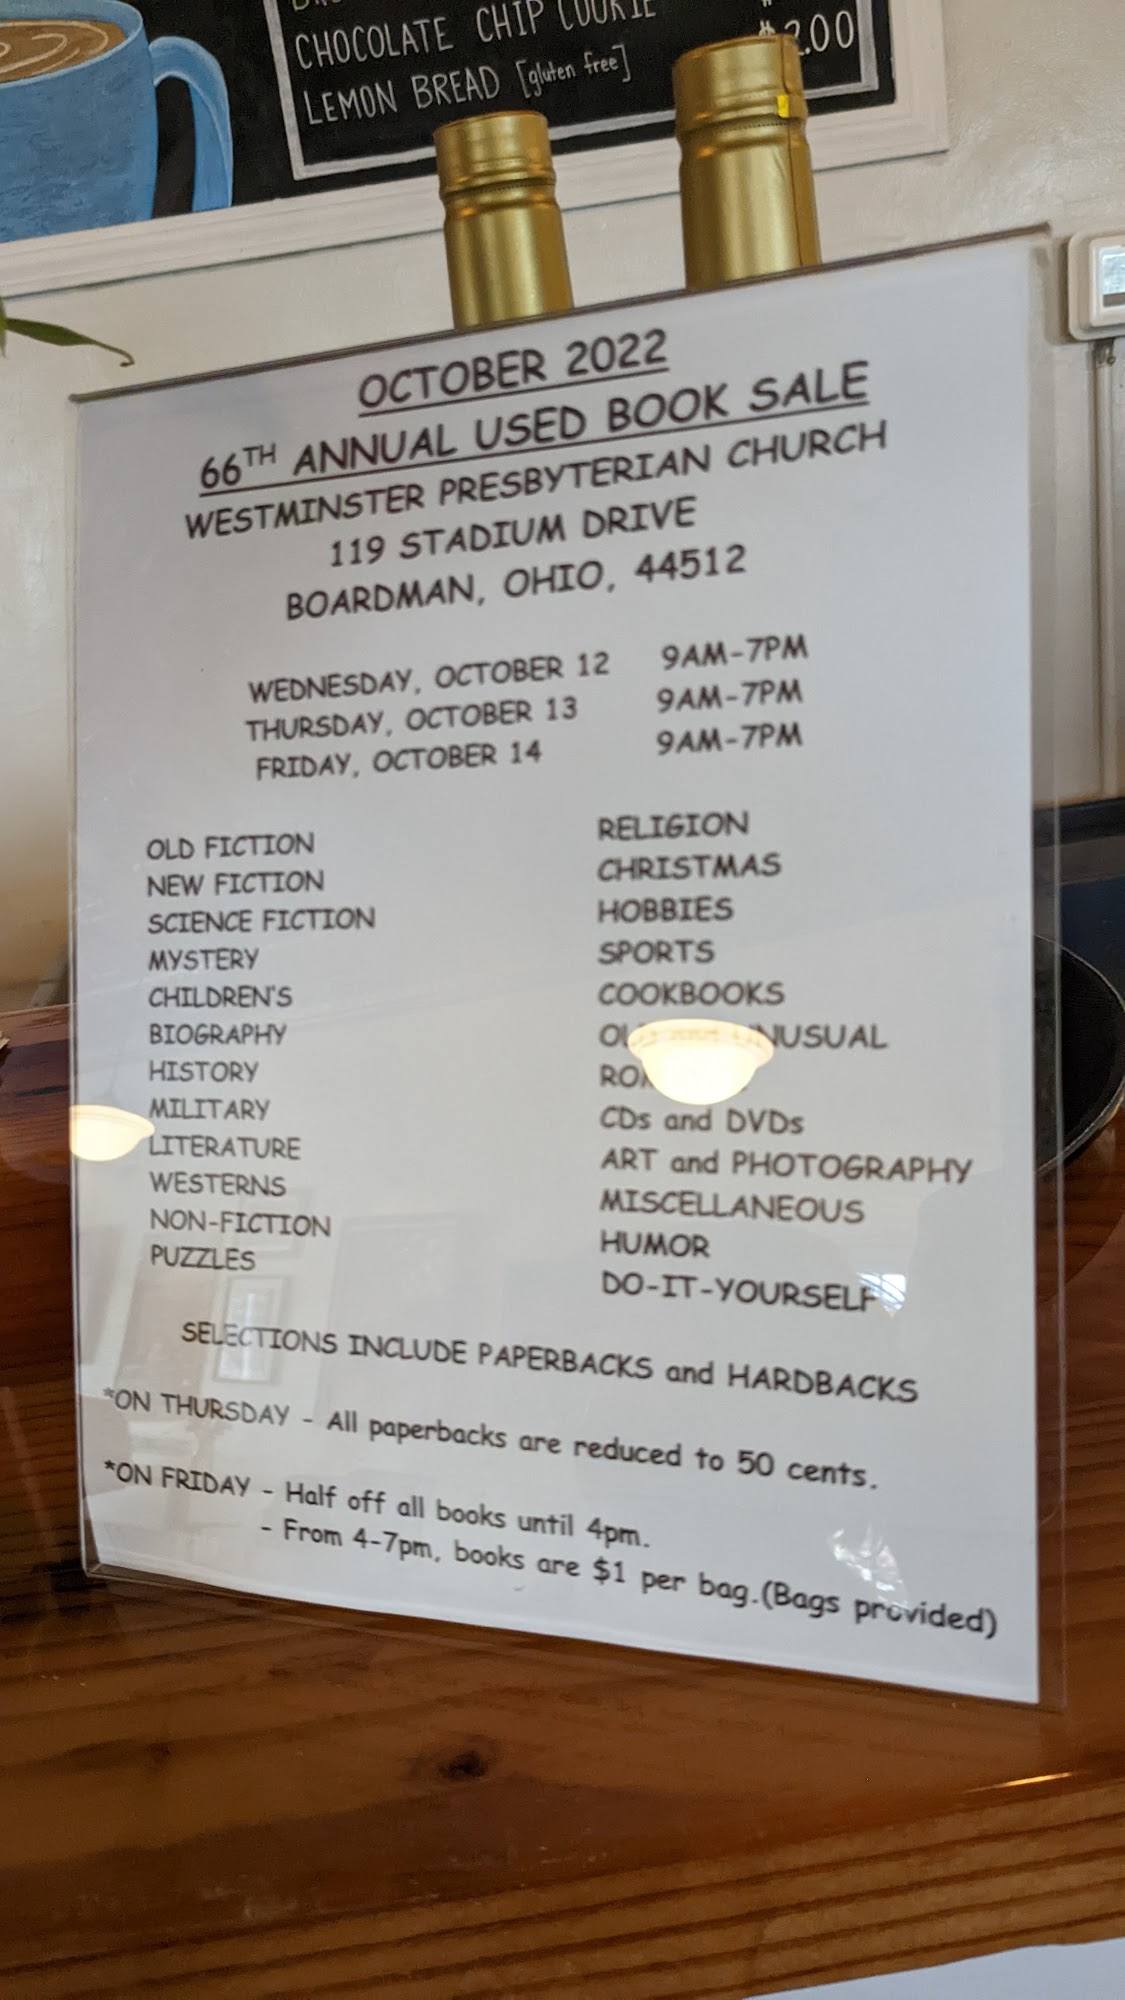 CHOCOLATE CHIP COOKIE
LEMON BREAD [gluten free]
$2.00
OCTOBER 2022
66TH ANNUAL USED BOOK SALE
WESTMINSTER PRESBYTERIAN CHURCH
119 STADIUM DRIVE
BOARDMAN, OHIO, 44512
WEDNESDAY, OCTOBER 12 9AM-7PM
THURSDAY, OCTOBER 13 9AM-7PM
FRIDAY, OCTOBER 14 9AM-7PM
OLD FICTION
NEW FICTION
SCIENCE FICTION
MYSTERY
CHILDREN'S
BIOGRAPHY
HISTORY
MILITARY
LITERATURE
WESTERNS
NON-FICTION
PUZZLES
RELIGION
CHRISTMAS
HOBBIES
SPORTS
COOKBOOKS
OLD and UNUSUAL
CDs and DVDs
ART and PHOTOGRAPHY
MISCELLANEOUS
HUMOR
DO-IT-YOURSELF
SELECTIONS INCLUDE PAPERBACKS and HARDBACKS
*ON THURSDAY - All paperbacks are reduced to 50 cents.
*ON FRIDAY - Half off all books until 4pm.
- From 4-7pm, books are $1 per bag.(Bags provided)